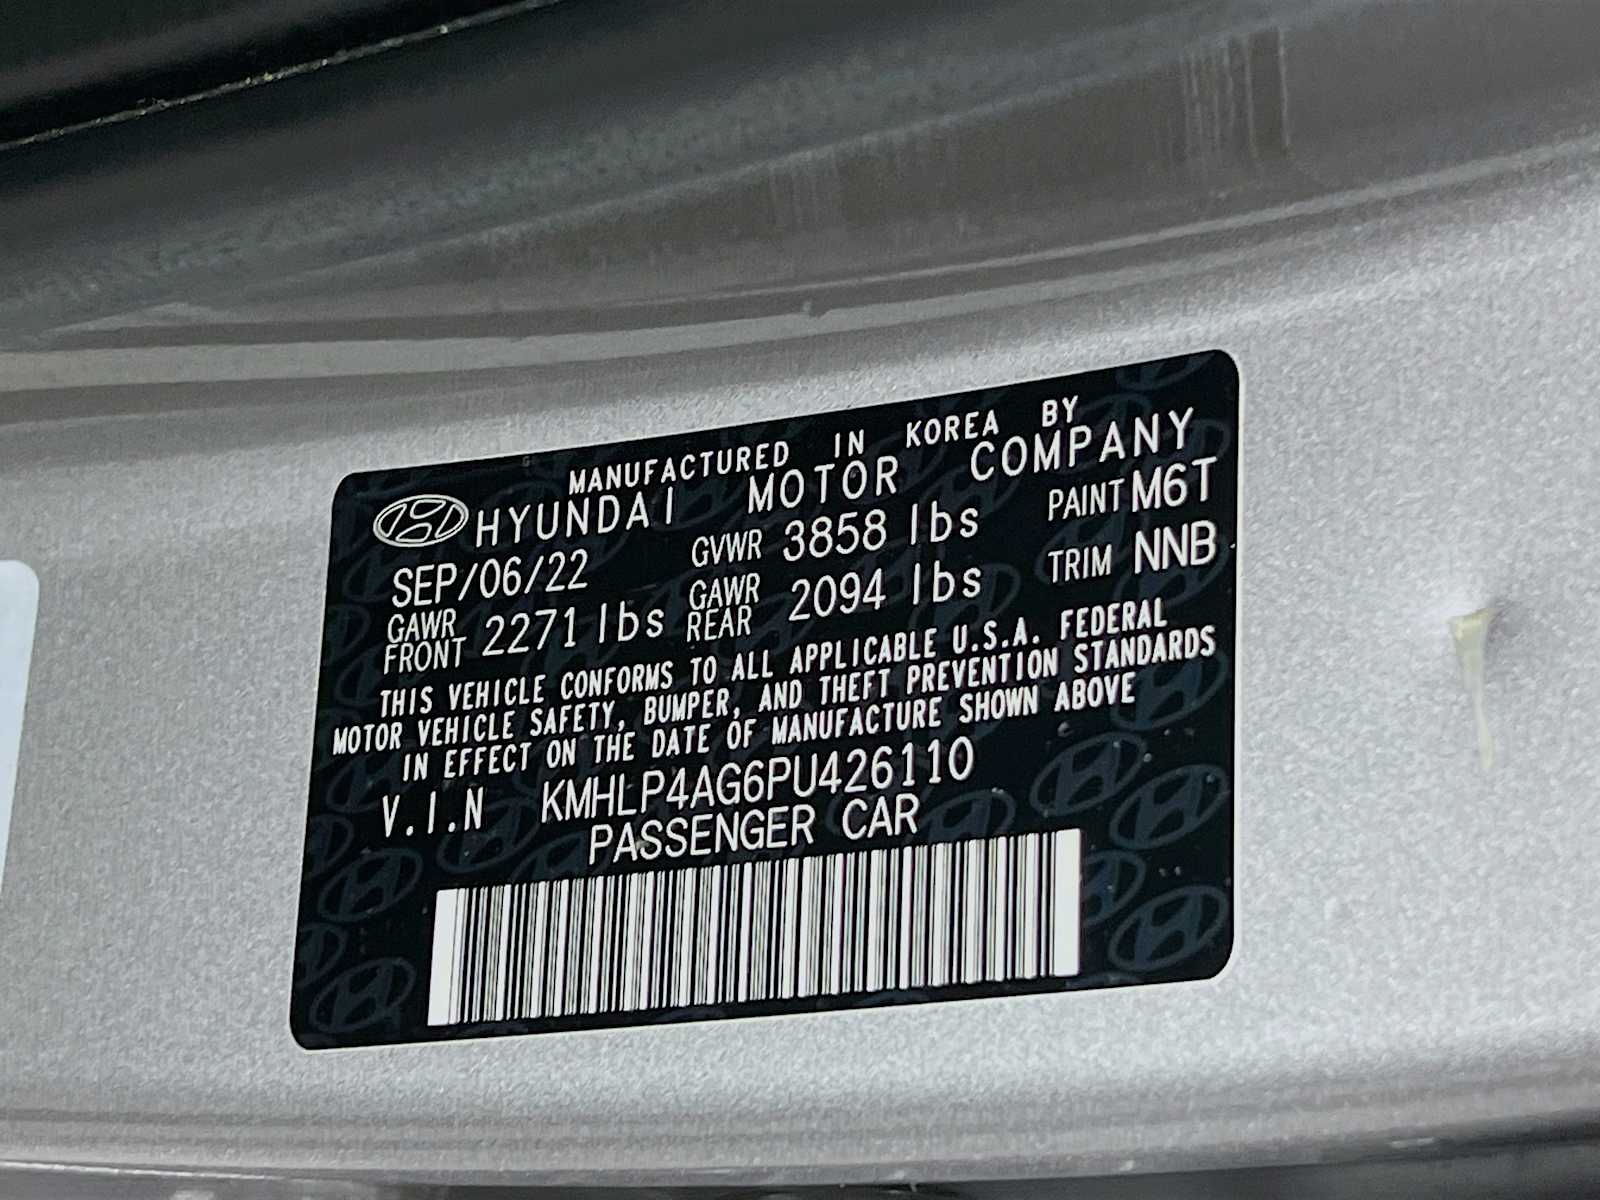 MANUFACTURED IN KOREA BY
HYUNDAI MOTOR COMPANY
SEP/06/22 GVWR 3858 lbs PAINT M6T
GAWR FRONT 2271 lbs GAWR REAR 2094 lbs TRIM NNB
THIS VEHICLE CONFORMS TO ALL APPLICABLE U.S.A. FEDERAL
MOTOR VEHICLE SAFETY, BUMPER, AND THEFT PREVENTION STANDARDS
IN EFFECT ON THE DATE OF MANUFACTURE SHOWN ABOVE
V.I.N KMHLP4AG6PU426110
PASSENGER CAR